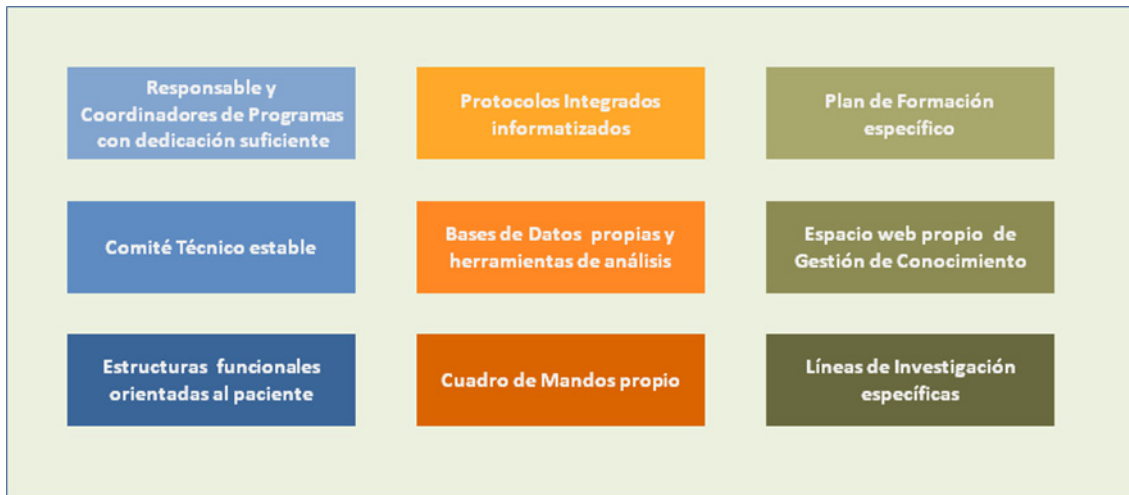 Responsable y
Coordinadores de Programas
con dedicación suficiente
Protocolos Integrados
informatizados
Plan de Formación
específico
Comité Técnico estable
Bases de Datos propias y
herramientas de análisis
Espacio web propio de
Gestión de Conocimiento
Estructuras funcionales
orientadas al paciente
Cuadro de Mandos propio
Líneas de Investigación
específicas